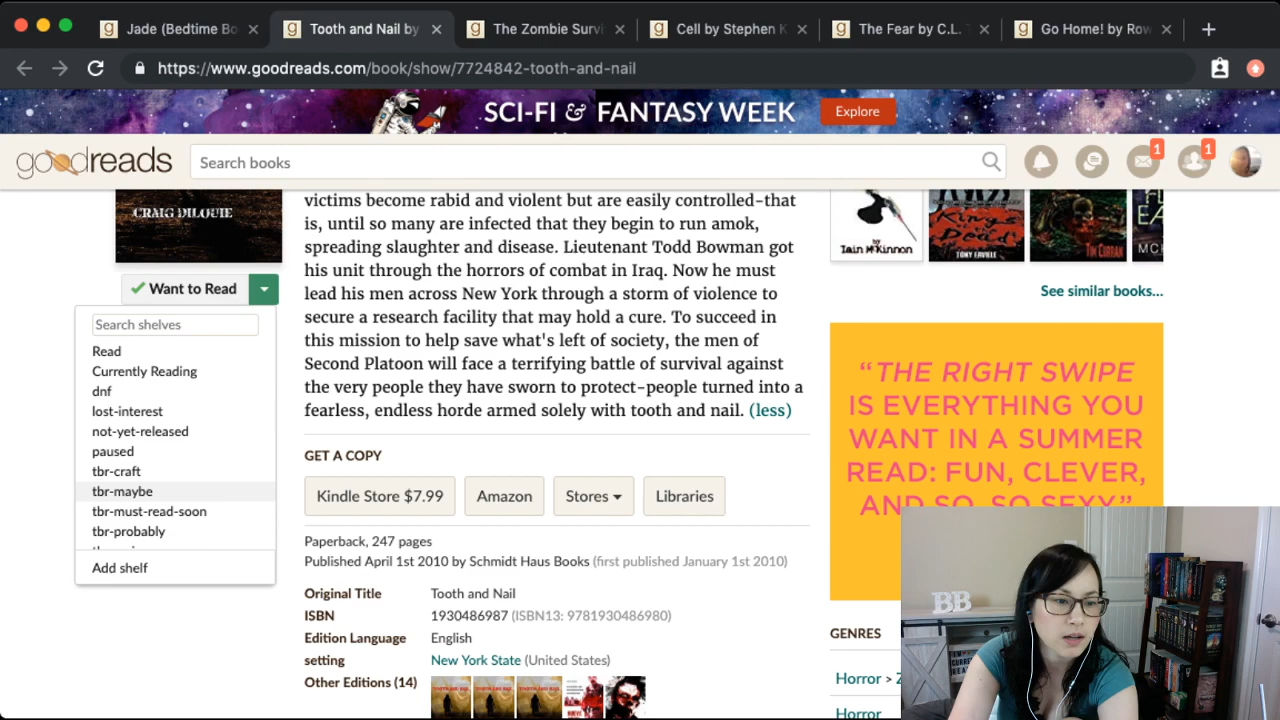 Jade (Bedtime Bo
Tooth and Nail by
The Zombie Survi
Cell by Stephen K
The Fear by C.L. T
Go Home! by Row
https://www.goodreads.com/book/show/7724842-tooth-and-nail
SCI-FI & FANTASY WEEK
Explore
goodreads
Search books
1
1
CRAIG DILOUIE
victims become rabid and violent but are easily controlled-that
is, until so many are infected that they begin to run amok,
spreading slaughter and disease. Lieutenant Todd Bowman got
his unit through the horrors of combat in Iraq. Now he must
lead his men across New York through a storm of violence to
secure a research facility that may hold a cure. To succeed in
this mission to help save what's left of society, the men of
Second Platoon will face a terrifying battle of survival against
the very people they have sworn to protect-people turned into a
fearless, endless horde armed solely with tooth and nail. (less)
by
Iain McKinnon
Kings
of the
Dead
TONY FAVILLE
TIM CURRAN
EA
MCK
See similar books...
Want to Read
Search shelves
Read
Currently Reading
dnf
lost-interest
not-yet-released
paused
tbr-craft
tbr-maybe
tbr-must-read-soon
tbr-probably
Add shelf
GET A COPY
Kindle Store $7.99
Amazon
Stores
Libraries
Paperback, 247 pages
Published April 1st 2010 by Schmidt Haus Books (first published January 1st 2010)
Original Title Tooth and Nail
ISBN 1930486987 (ISBN13: 9781930486980)
Edition Language English
setting New York State (United States)
Other Editions (14)
“THE RIGHT SWIPE
IS EVERYTHING YOU
WANT IN A SUMMER
READ: FUN, CLEVER,
AND SO, SO SEXY”
GENRES
Horror > Z
Horror
BB